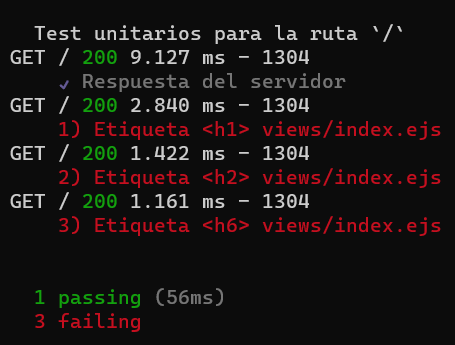 Test unitarios para la ruta `/`
GET / 200 9.127 ms - 1304
✓ Respuesta del servidor
GET / 200 2.840 ms - 1304
1) Etiqueta <h1> views/index.ejs
GET / 200 1.422 ms - 1304
2) Etiqueta <h2> views/index.ejs
GET / 200 1.161 ms - 1304
3) Etiqueta <h6> views/index.ejs
1 passing (56ms)
3 failing